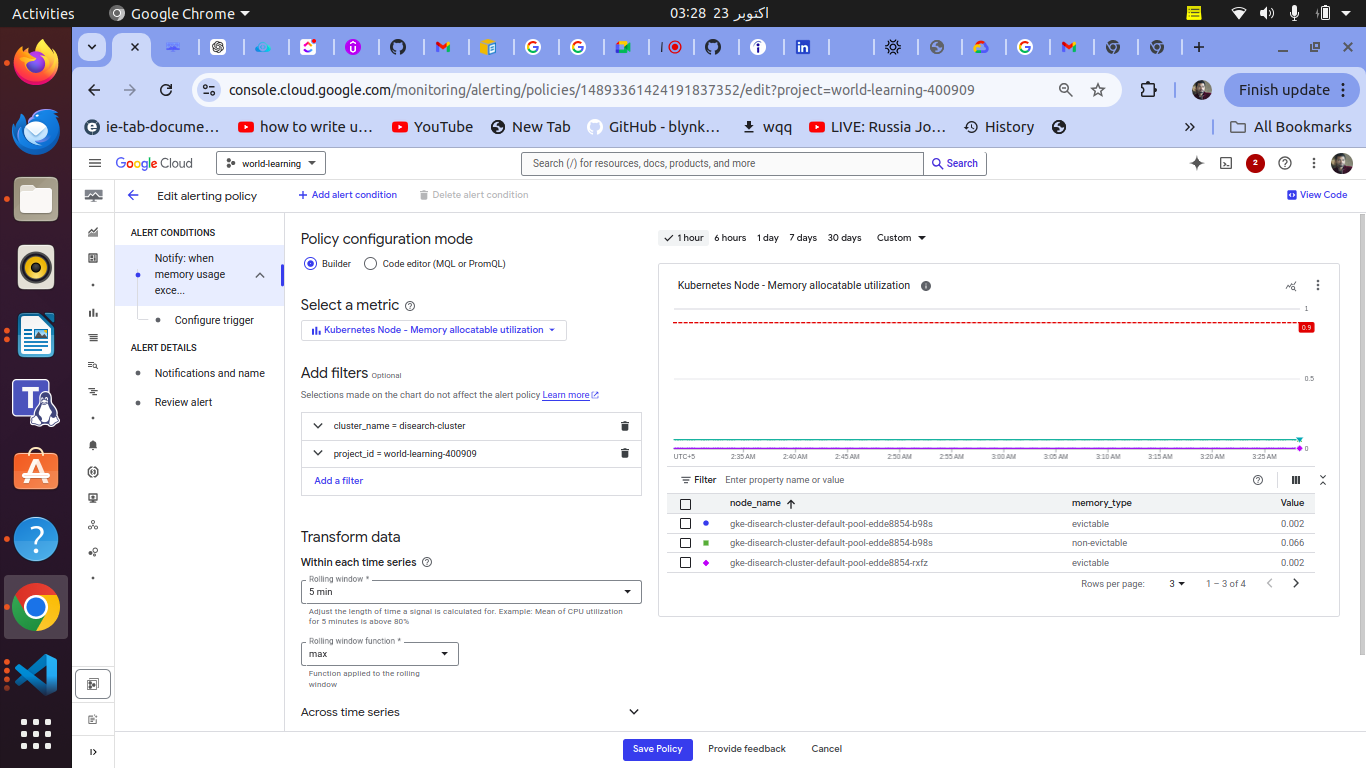 Activities
Google Chrome
03:28 23 اکتوبر
Finish update
console.cloud.google.com/monitoring/alerting/policies/14893361424191837352/edit?project=world-learning-400909
ie-tab-docume…
how to write u…
YouTube
New Tab
GitHub - blynk…
wqq
LIVE: Russia Jo…
History
»
All Bookmarks
Google Cloud
world-learning
Search (/) for resources, docs, products, and more
Search
2
Edit alerting policy
Add alert condition
Delete alert condition
View Code
ALERT CONDITIONS
Notify: when
memory usage
exce...
Configure trigger
ALERT DETAILS
Notifications and name
Review alert
Policy configuration mode
Builder
Code editor (MQL or PromQL)
Select a metric
Kubernetes Node - Memory allocatable utilization
Add filters Optional
Selections made on the chart do not affect the alert policy Learn more
cluster_name = disearch-cluster
project_id = world-learning-400909
Add a filter
Transform data
Within each time series
Rolling window *
5 min
Adjust the length of time a signal is calculated for. Example: Mean of CPU utilization
for 5 minutes is above 80%
Rolling window function *
max
Function applied to the rolling
window
Across time series
1 hour 6 hours 1 day 7 days 30 days Custom
Kubernetes Node - Memory allocatable utilization
1
0.9
0.5
0
UTC+5 2:35 AM 2:40 AM 2:45 AM 2:50 AM 2:55 AM 3:00 AM 3:05 AM 3:10 AM 3:15 AM 3:20 AM 3:25 AM
Filter Enter property name or value
node_name memory_type Value
gke-disearch-cluster-default-pool-edde8854-b98s evictable 0.002
gke-disearch-cluster-default-pool-edde8854-b98s non-evictable 0.066
gke-disearch-cluster-default-pool-edde8854-rxfz evictable 0.002
Rows per page: 3 1 – 3 of 4
Save Policy
Provide feedback
Cancel